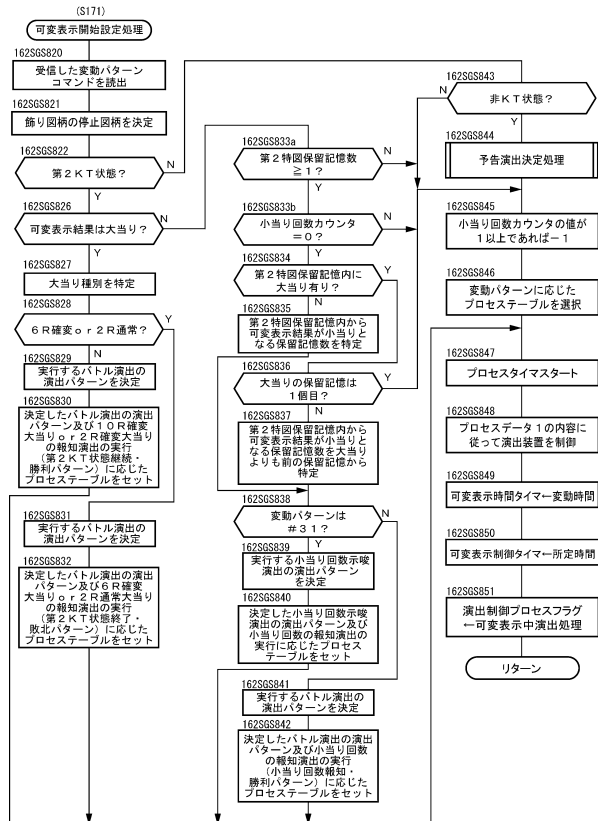 (S171)
可変表示開始設定処理
162SGS820
受信した変動パターン
コマンドを読出
162SGS821
飾り図柄の停止図柄を決定
162SGS822
第２ＫＴ状態？
N
Y
162SGS826
可変表示結果は大当り？
N
Y
162SGS827
大当り種別を特定
162SGS828
６Ｒ確変ｏｒ２Ｒ通常？
Y
N
162SGS829
実行するバトル演出の
演出パターンを決定
162SGS830
決定したバトル演出の演出
パターン及び１０Ｒ確変
大当りｏｒ２Ｒ確変大当り
の報知演出の実行
（第２ＫＴ状態継続・
勝利パターン）に応じた
プロセステーブルをセット
162SGS831
実行するバトル演出の
演出パターンを決定
162SGS832
決定したバトル演出の演出
パターン及び６Ｒ確変
大当りｏｒ２Ｒ通常大当り
の報知演出の実行
（第２ＫＴ状態終了・
敗北パターン）に応じた
プロセステーブルをセット
162SGS833a
第２特図保留記憶数
≧１？
N
Y
162SGS833b
小当り回数カウンタ
＝０？
N
Y
162SGS834
第２特図保留記憶内に
大当り有り？
Y
N
162SGS835
第２特図保留記憶内から
可変表示結果が小当りと
なる保留記憶数を特定
162SGS836
大当りの保留記憶は
１個目？
Y
N
162SGS837
第２特図保留記憶内から
可変表示結果が小当りと
なる保留記憶数を大当り
よりも前の保留記憶から
特定
162SGS838
変動パターンは
＃３１？
N
Y
162SGS839
実行する小当り回数示唆
演出の演出パターン
を決定
162SGS840
決定した小当り回数示唆
演出の演出パターン及び
小当り回数の報知演出の
実行に応じたプロセス
テーブルをセット
162SGS841
実行するバトル演出の
演出パターンを決定
162SGS842
決定したバトル演出の演出
パターン及び小当り回数
の報知演出の実行
（小当り回数報知・
勝利パターン）に応じた
プロセステーブルをセット
162SGS843
非ＫＴ状態？
N
Y
162SGS844
予告演出決定処理
162SGS845
小当り回数カウンタの値が
１以上であれば－１
162SGS846
変動パターンに応じた
プロセステーブルを選択
162SGS847
プロセスタイマスタート
162SGS848
プロセスデータ１の内容に
従って演出装置を制御
162SGS849
可変表示時間タイマ←変動時間
162SGS850
可変表示制御タイマ←所定時間
162SGS851
演出制御プロセスフラグ
←可変表示中演出処理
リターン